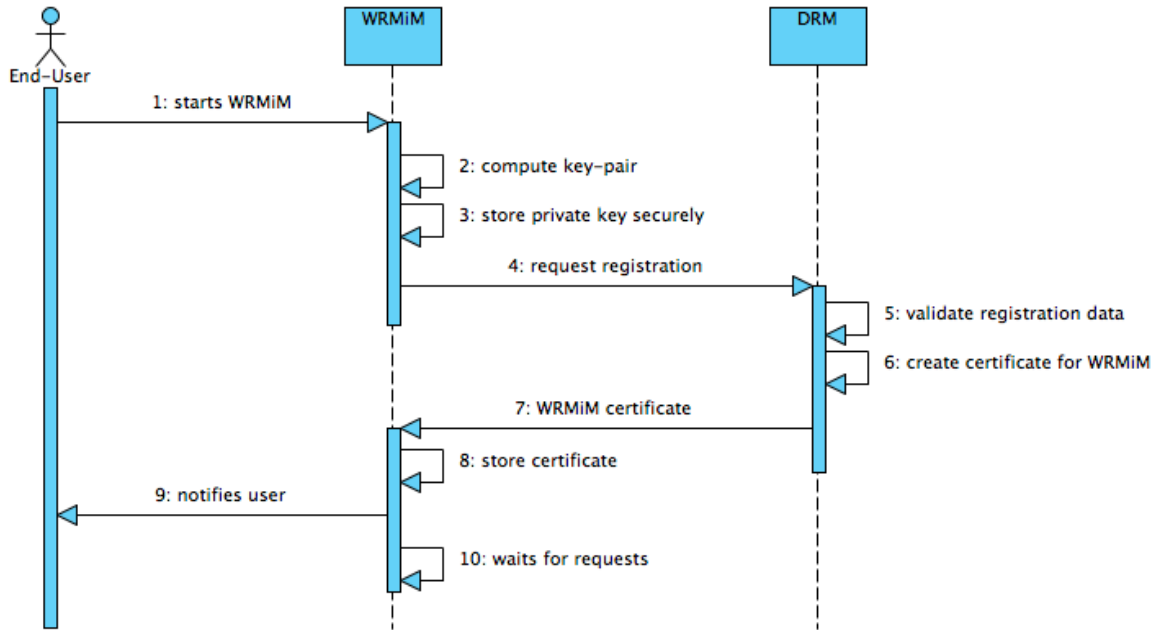 WRMiM
DRM
End-User
1: starts WRMiM
2: compute key-pair
3: store private key securely
4: request registration
5: validate registration data
6: create certificate for WRMiM
7: WRMiM certificate
8: store certificate
9: notifies user
10: waits for requests